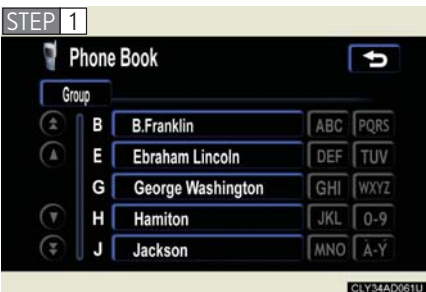 STEP 1
Phone Book
Group
B B.Franklin ABC PQRS
E Ebraham Lincoln DEF TUV
G George Washington GHI WXYZ
H Hamiton JKL 0-9
J Jackson MNO À-Ý
CLY34AD061U